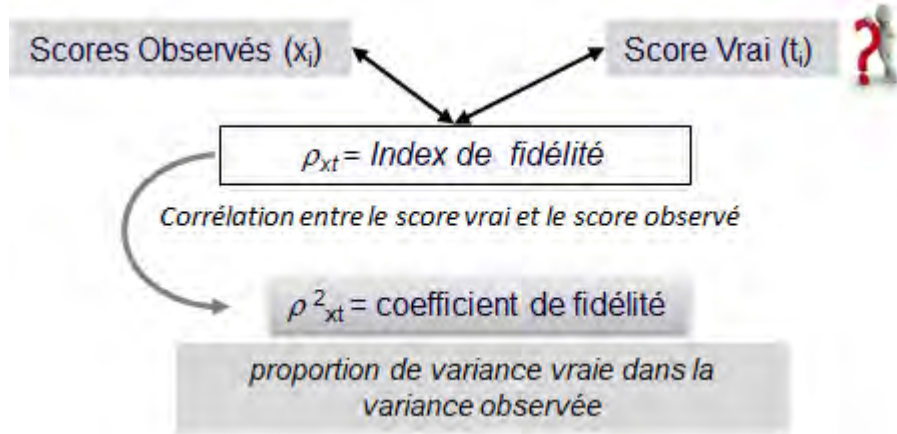 Scores Observés (xi)
Score Vrai (ti)
?
ρxt = Index de fidélité
Corrélation entre le score vrai et le score observé
ρ 2xt = coefficient de fidélité
proportion de variance vraie dans la
variance observée